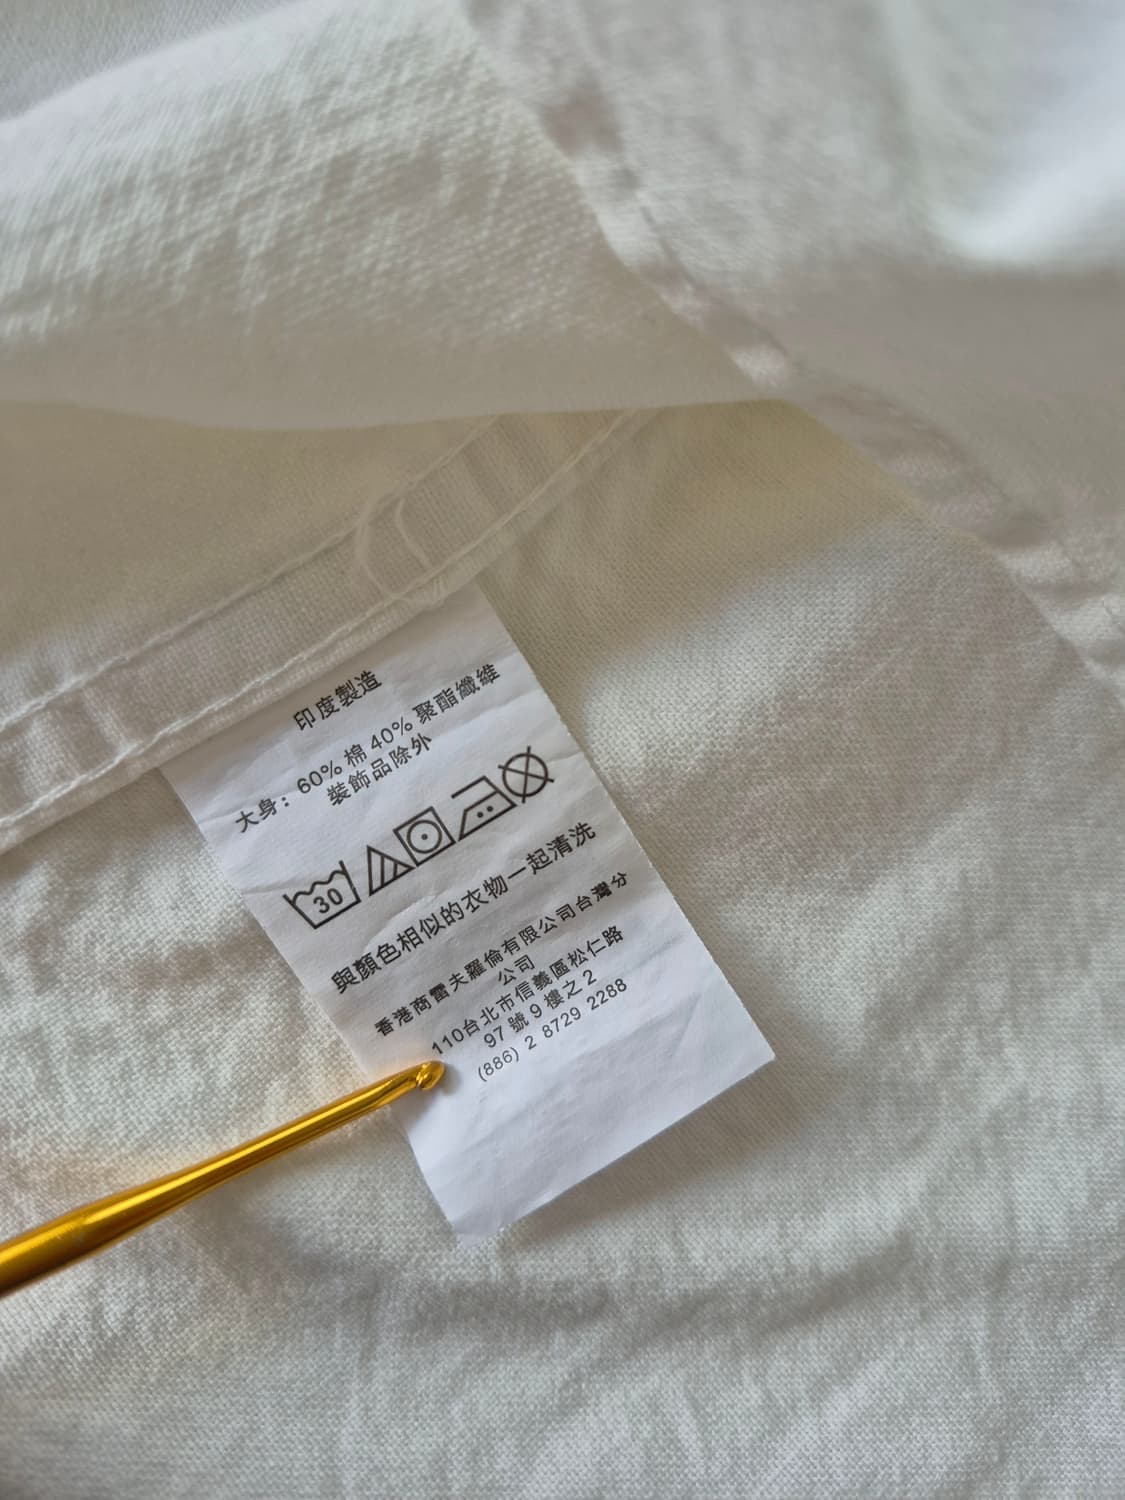 印度製造
大身: 60% 棉 40% 聚酯纖維
裝飾品除外
30
與顏色相似的衣物一起清洗
香港商雷夫羅倫有限公司台灣分
公司
110台北市信義區松仁路
97 號 9 樓之 2
(886) 2 8729 2288